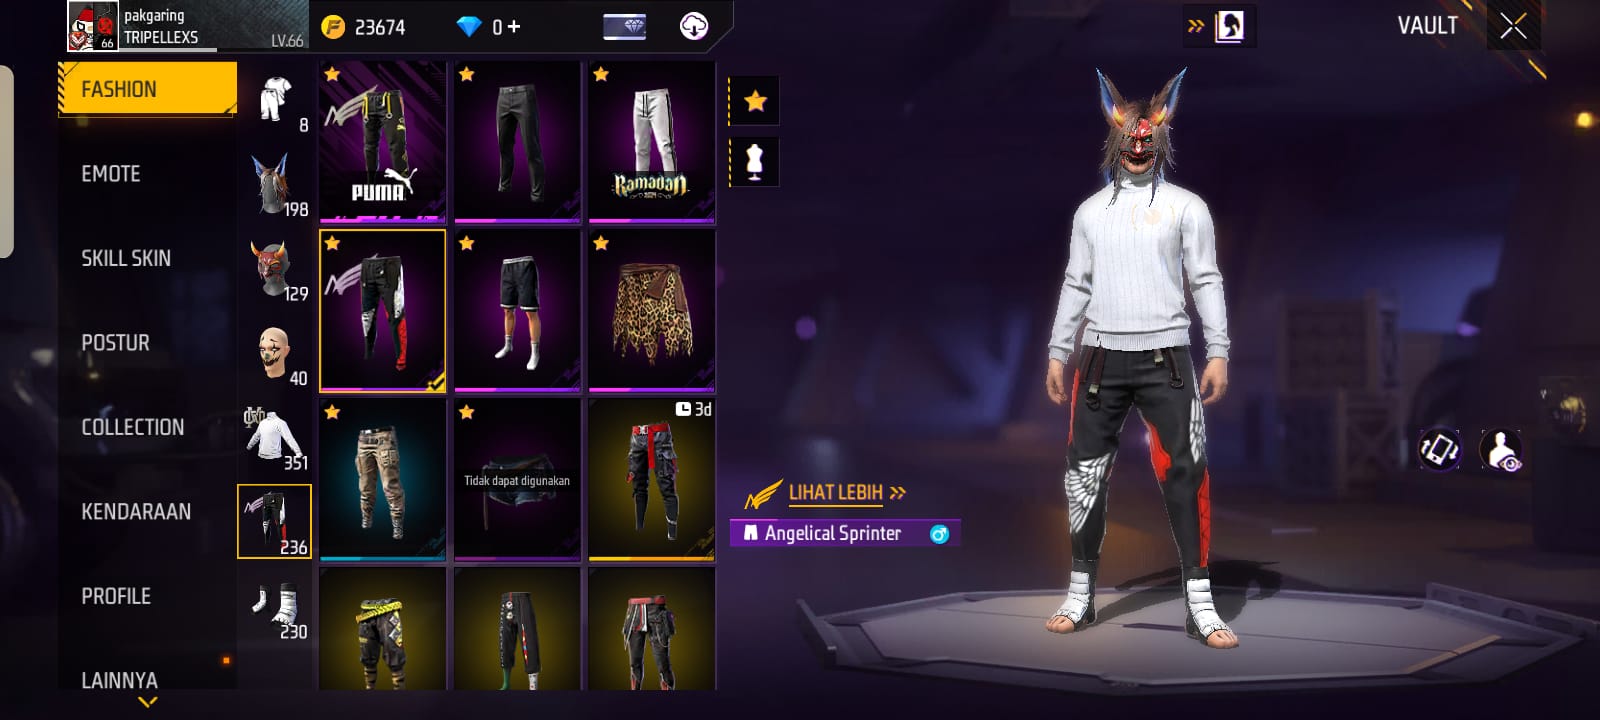 pakgaring
TRIPELLEXS
66
LV.66
23674
0+
VAULT
FASHION
EMOTE
SKILL SKIN
POSTUR
COLLECTION
KENDARAAN
PROFILE
LAINNYA
8
198
129
40
351
236
230
PUMA
Ramadan
3d
Tidak dapat digunakan
LIHAT LEBIH
Angelical Sprinter